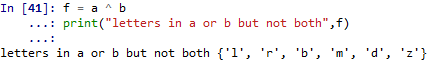 In [41]: f = a ^ b
...: print("letters in a or b but not both",f)
...:
letters in a or b but not both {'l', 'r', 'b', 'm', 'd', 'z'}